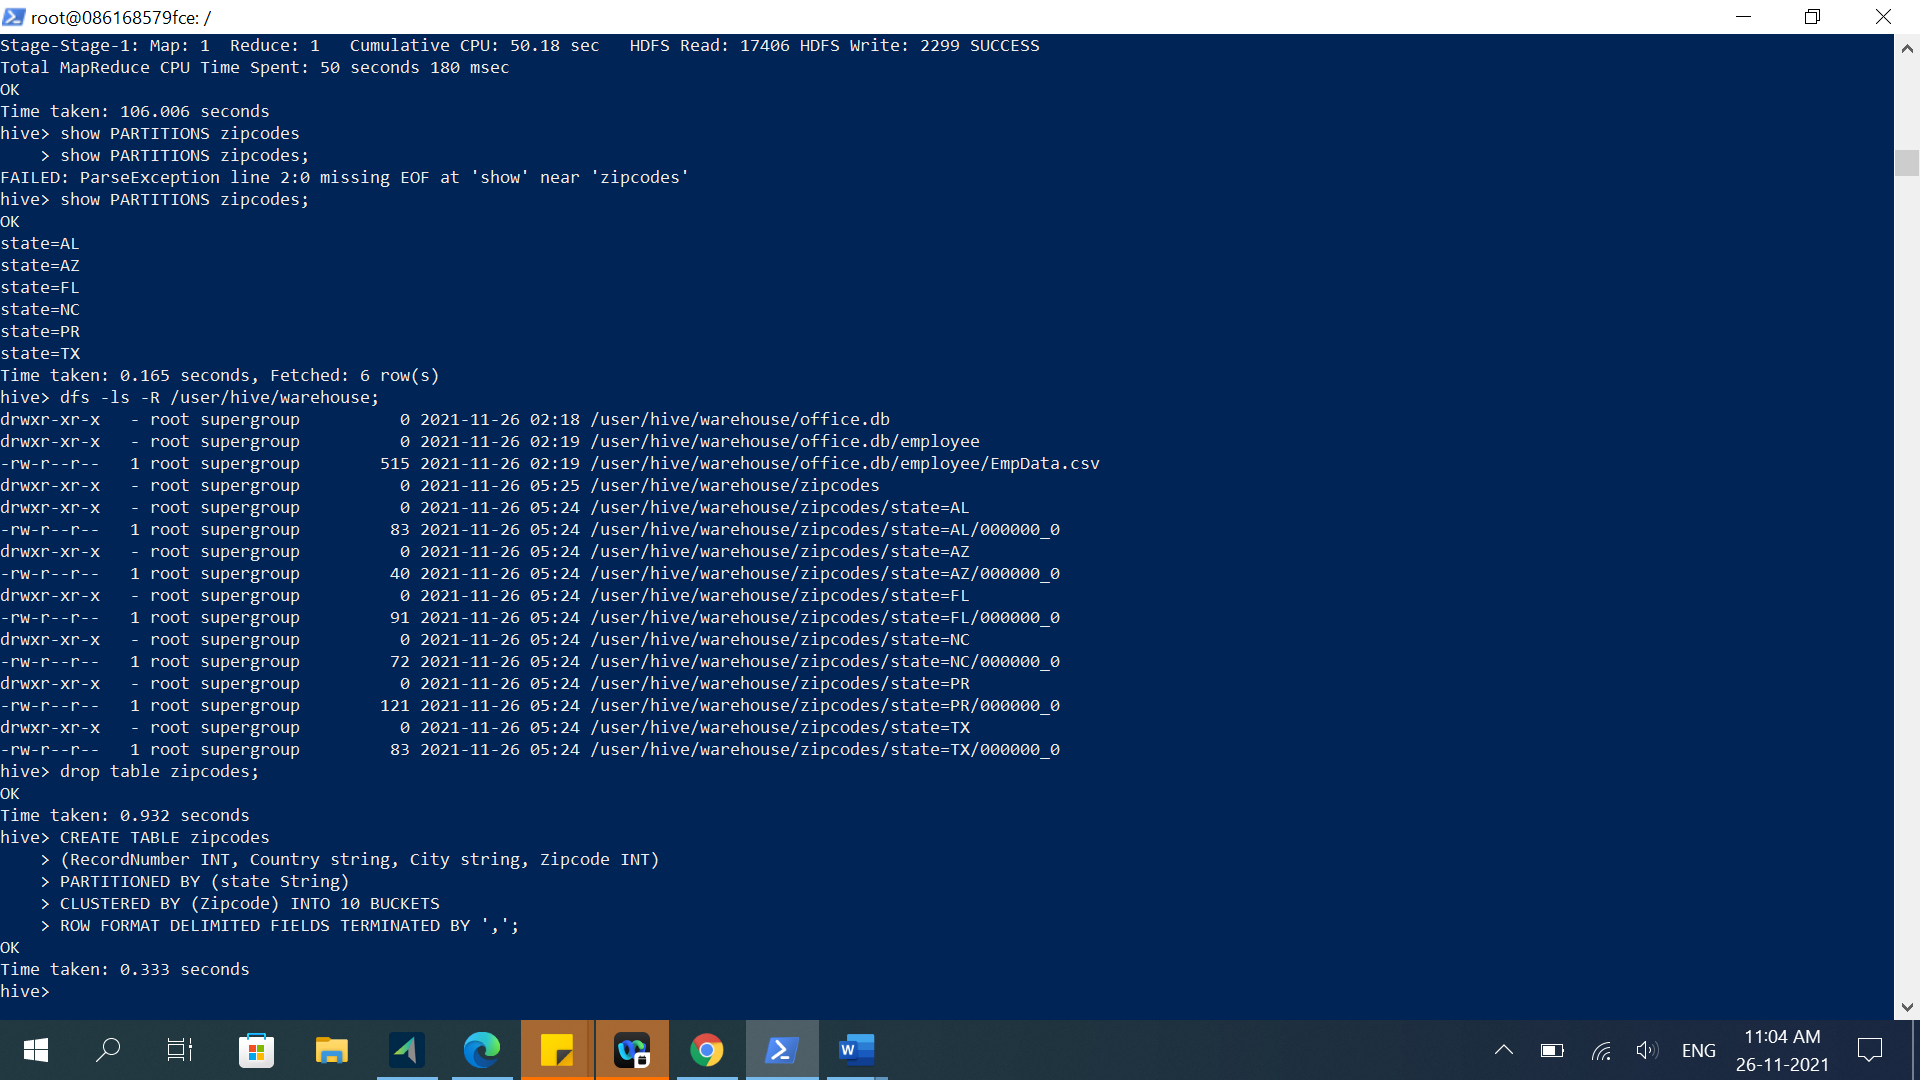 root@086168579fce: /
Stage-Stage-1: Map: 1  Reduce: 1   Cumulative CPU: 50.18 sec   HDFS Read: 17406 HDFS Write: 2299 SUCCESS
Total MapReduce CPU Time Spent: 50 seconds 180 msec
OK
Time taken: 106.006 seconds
hive> show PARTITIONS zipcodes
    > show PARTITIONS zipcodes;
FAILED: ParseException line 2:0 missing EOF at 'show' near 'zipcodes'
hive> show PARTITIONS zipcodes;
OK
state=AL
state=AZ
state=FL
state=NC
state=PR
state=TX
Time taken: 0.165 seconds, Fetched: 6 row(s)
hive> dfs -ls -R /user/hive/warehouse;
drwxr-xr-x   - root supergroup          0 2021-11-26 02:18 /user/hive/warehouse/office.db
drwxr-xr-x   - root supergroup          0 2021-11-26 02:19 /user/hive/warehouse/office.db/employee
-rw-r--r--   1 root supergroup        515 2021-11-26 02:19 /user/hive/warehouse/office.db/employee/EmpData.csv
drwxr-xr-x   - root supergroup          0 2021-11-26 05:25 /user/hive/warehouse/zipcodes
drwxr-xr-x   - root supergroup          0 2021-11-26 05:24 /user/hive/warehouse/zipcodes/state=AL
-rw-r--r--   1 root supergroup         83 2021-11-26 05:24 /user/hive/warehouse/zipcodes/state=AL/000000_0
drwxr-xr-x   - root supergroup          0 2021-11-26 05:24 /user/hive/warehouse/zipcodes/state=AZ
-rw-r--r--   1 root supergroup         40 2021-11-26 05:24 /user/hive/warehouse/zipcodes/state=AZ/000000_0
drwxr-xr-x   - root supergroup          0 2021-11-26 05:24 /user/hive/warehouse/zipcodes/state=FL
-rw-r--r--   1 root supergroup         91 2021-11-26 05:24 /user/hive/warehouse/zipcodes/state=FL/000000_0
drwxr-xr-x   - root supergroup          0 2021-11-26 05:24 /user/hive/warehouse/zipcodes/state=NC
-rw-r--r--   1 root supergroup         72 2021-11-26 05:24 /user/hive/warehouse/zipcodes/state=NC/000000_0
drwxr-xr-x   - root supergroup          0 2021-11-26 05:24 /user/hive/warehouse/zipcodes/state=PR
-rw-r--r--   1 root supergroup        121 2021-11-26 05:24 /user/hive/warehouse/zipcodes/state=PR/000000_0
drwxr-xr-x   - root supergroup          0 2021-11-26 05:24 /user/hive/warehouse/zipcodes/state=TX
-rw-r--r--   1 root supergroup         83 2021-11-26 05:24 /user/hive/warehouse/zipcodes/state=TX/000000_0
hive> drop table zipcodes;
OK
Time taken: 0.932 seconds
hive> CREATE TABLE zipcodes
    > (RecordNumber INT, Country string, City string, Zipcode INT)
    > PARTITIONED BY (state String)
    > CLUSTERED BY (Zipcode) INTO 10 BUCKETS
    > ROW FORMAT DELIMITED FIELDS TERMINATED BY ',';
OK
Time taken: 0.333 seconds
hive>
W
ENG
11:04 AM
26-11-2021